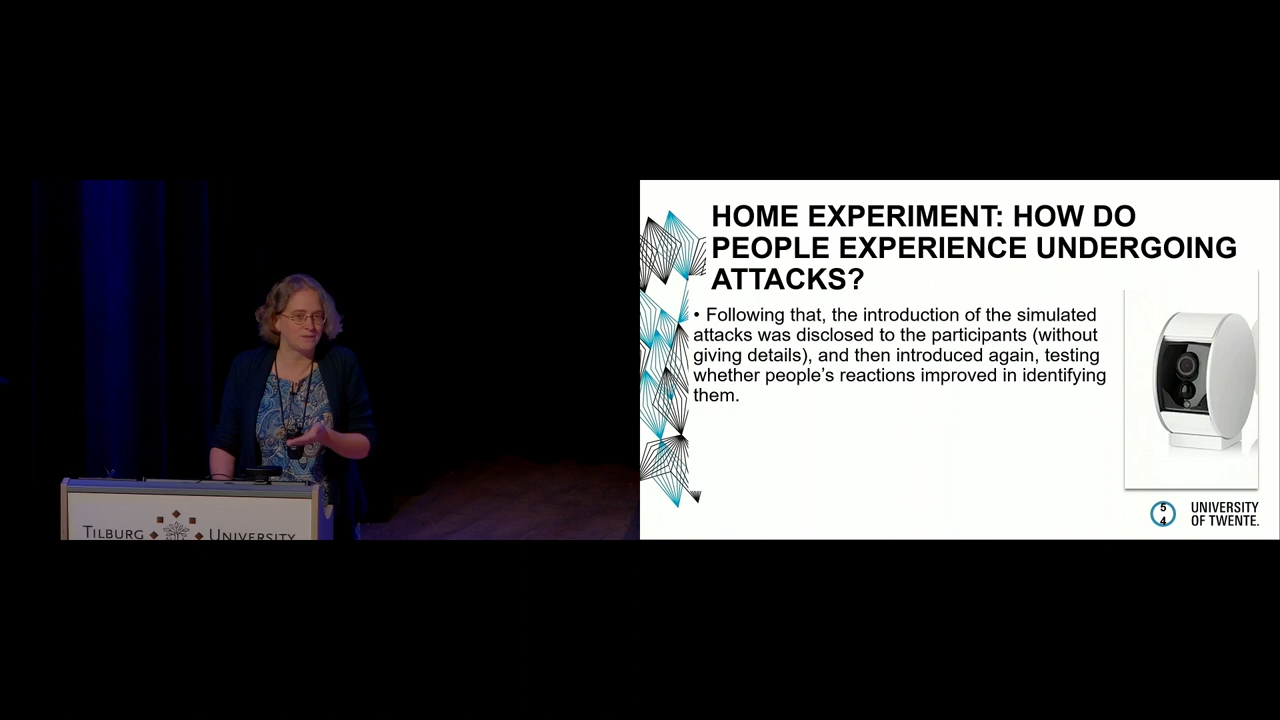 HOME EXPERIMENT: HOW DO
PEOPLE EXPERIENCE UNDERGOING
ATTACKS?
• Following that, the introduction of the simulated
attacks was disclosed to the participants (without
giving details), and then introduced again, testing
whether people’s reactions improved in identifying
them.
5
4
UNIVERSITY
OF TWENTE.
TILBURG UNIVERSITY